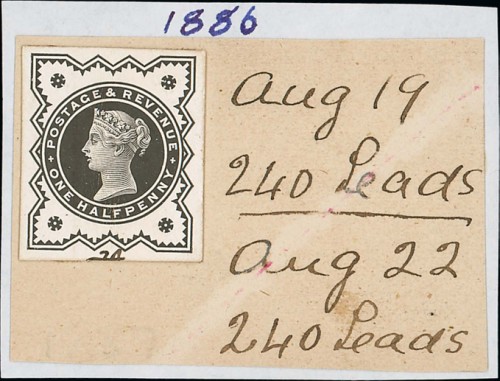 1886
POSTAGE & REVENUE
ONE HALFPENNY
Aug 19
240 Leads
Aug 22
240 Leads